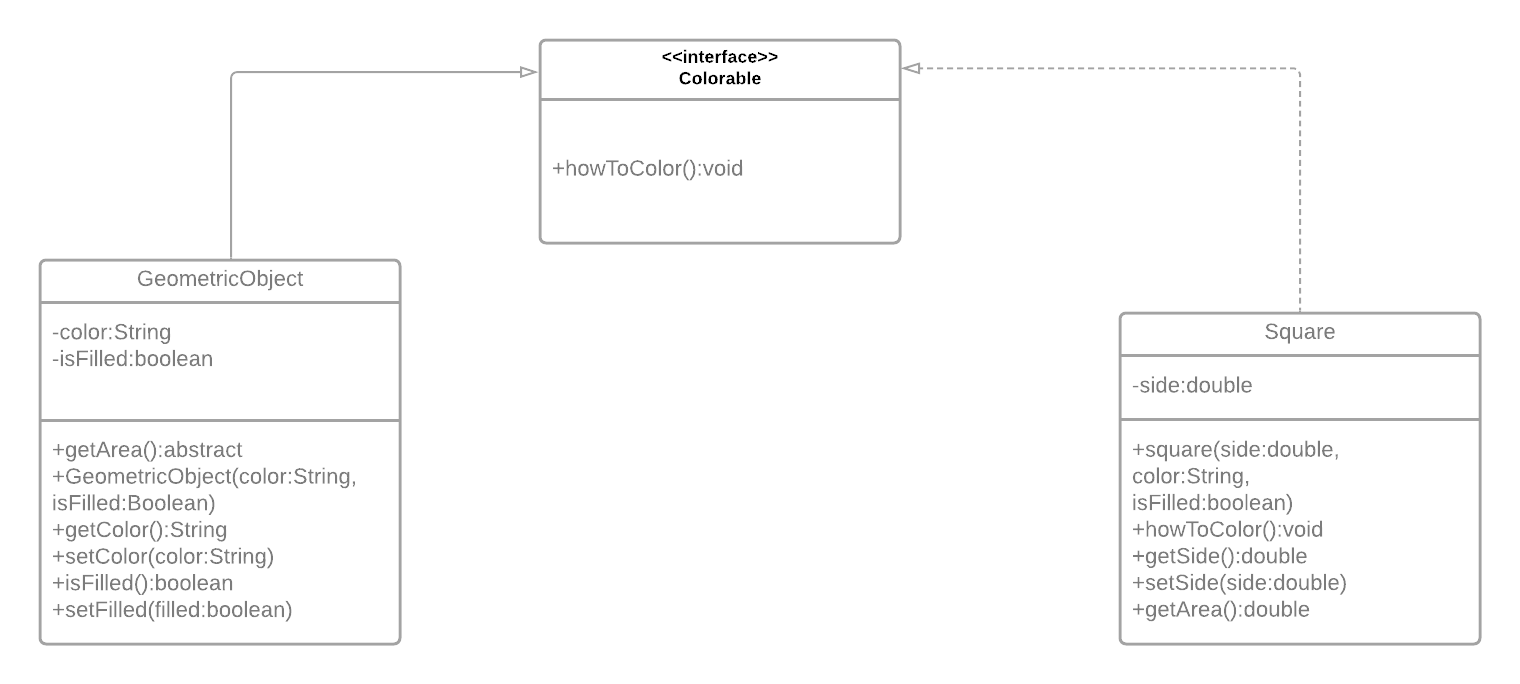 <<interface>>
Colorable
+howToColor():void
GeometricObject
-color:String
-isFilled:boolean
+getArea():abstract
+GeometricObject(color:String,
isFilled:Boolean)
+getColor():String
+setColor(color:String)
+isFilled():boolean
+setFilled(filled:boolean)
Square
-side:double
+square(side:double,
color:String,
isFilled:boolean)
+howToColor():void
+getSide():double
+setSide(side:double)
+getArea():double